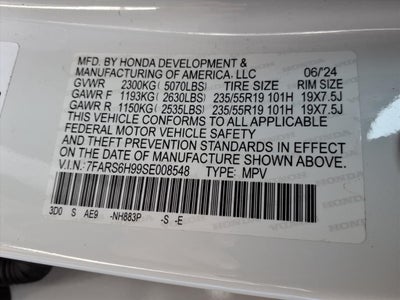 MFD. BY HONDA DEVELOPMENT &
MANUFACTURING OF AMERICA, LLC 06/'24
GVWR 2300KG (5070LBS) TIRE SIZE RIM SIZE
GAWR F 1193KG (2630LBS) 235/55R19 101H 19X7.5J
GAWR R 1150KG (2535LBS) 235/55R19 101H 19X7.5J
THIS VEHICLE CONFORMS TO ALL APPLICABLE
FEDERAL MOTOR VEHICLE SAFETY
AND THEFT PREVENTION STANDARDS IN EFFECT
ON THE DATE OF MANUFACTURE SHOWN ABOVE.
V.I.N.: 7FARS6H99SE008548 TYPE: MPV
3D0 S AE9 -NH883P -S -E